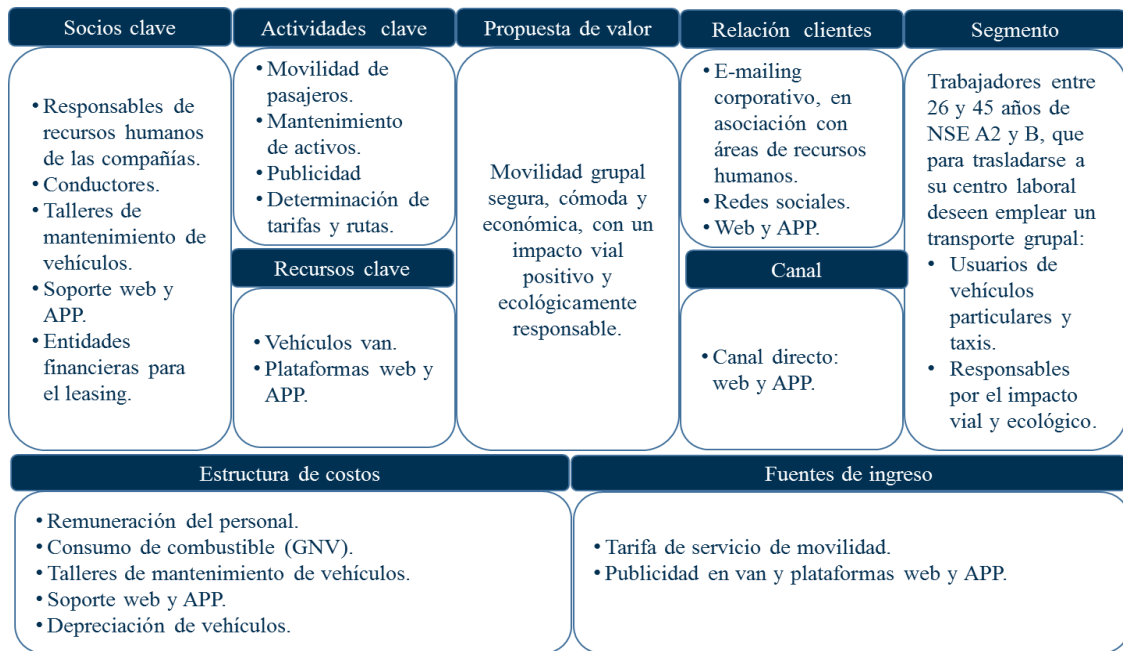 Socios clave
Responsables de
recursos humanos
de las compañías.
Conductores.
Talleres de
mantenimiento de
vehículos.
Soporte web y
APP.
Entidades
financieras para
el leasing.
Actividades clave
Movilidad de
pasajeros.
Mantenimiento
de activos.
Publicidad
Determinación de
tarifas y rutas.
Recursos clave
Vehículos van.
Plataformas web y
APP.
Propuesta de valor
Movilidad grupal
segura, cómoda y
económica, con un
impacto vial
positivo y
ecológicamente
responsable.
Relación clientes
E-mailing
corporativo, en
asociación con
áreas de recursos
humanos.
Redes sociales.
Web y APP.
Canal
Canal directo:
web y APP.
Segmento
Trabajadores entre
26 y 45 años de
NSE A2 y B, que
para trasladarse a
su centro laboral
deseen emplear un
transporte grupal:
Usuarios de
vehículos
particulares y
taxis.
Responsables
por el impacto
vial y ecológico.
Estructura de costos
Remuneración del personal.
Consumo de combustible (GNV).
Talleres de mantenimiento de vehículos.
Soporte web y APP.
Depreciación de vehículos.
Fuentes de ingreso
Tarifa de servicio de movilidad.
Publicidad en van y plataformas web y APP.